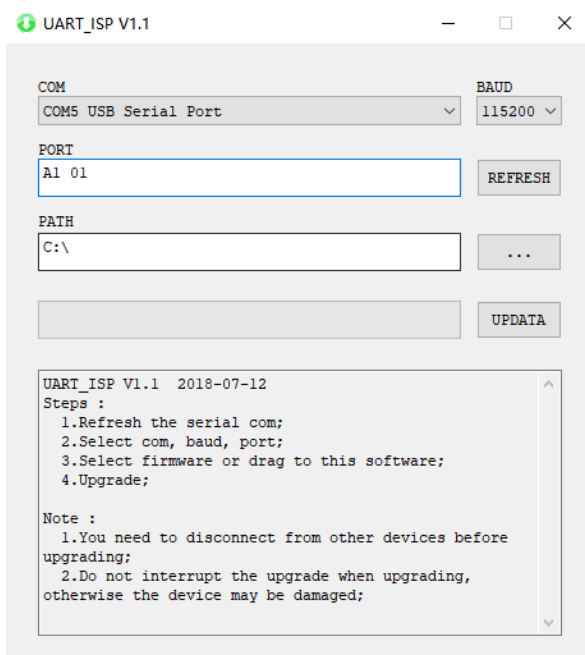 UART_ISP V1.1
COM
BAUD
COM5 USB Serial Port
115200
PORT
A1 01
REFRESH
PATH
C:\
...
UPDATA
UART_ISP V1.1  2018-07-12
Steps :
  1.Refresh the serial com;
  2.Select com, baud, port;
  3.Select firmware or drag to this software;
  4.Upgrade;
Note :
  1.You need to disconnect from other devices before
upgrading;
  2.Do not interrupt the upgrade when upgrading,
otherwise the device may be damaged;